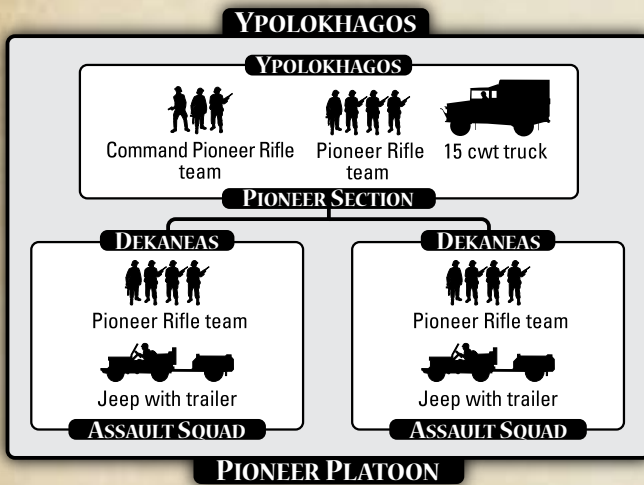 YPOLOKHAGOS
YPOLOKHAGOS
Command Pioneer Rifle team
Pioneer Rifle team
15 cwt truck
PIONEER SECTION
DEKANEAS
Pioneer Rifle team
Jeep with trailer
ASSAULT SQUAD
DEKANEAS
Pioneer Rifle team
Jeep with trailer
ASSAULT SQUAD
PIONEER PLATOON